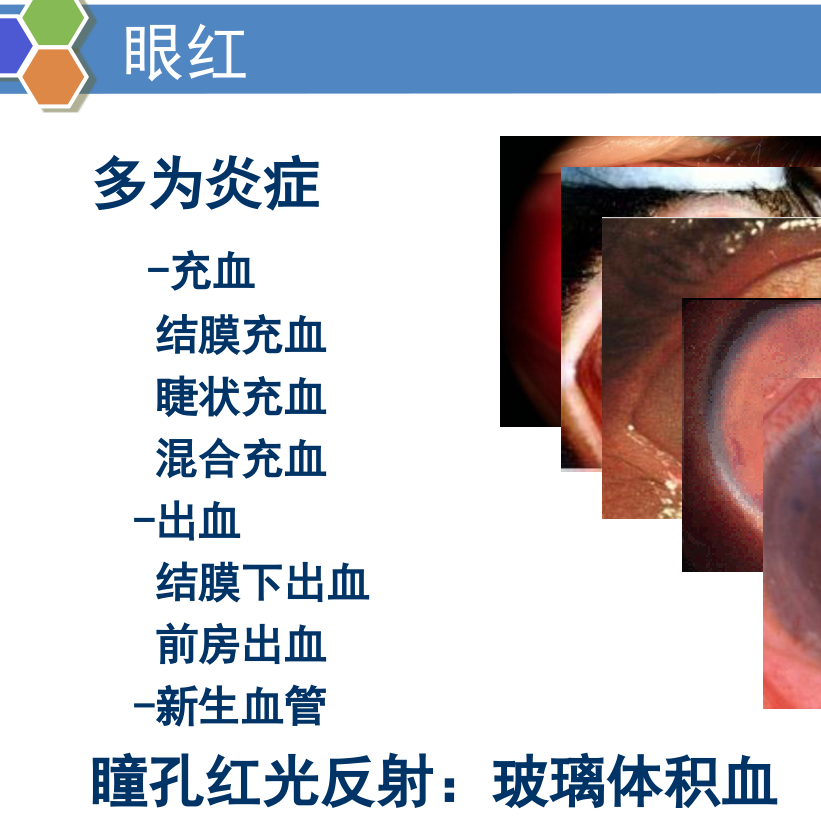 眼红
多为炎症
-充血
结膜充血
睫状充血
混合充血
-出血
结膜下出血
前房出血
-新生血管
瞳孔红光反射：玻璃体积血